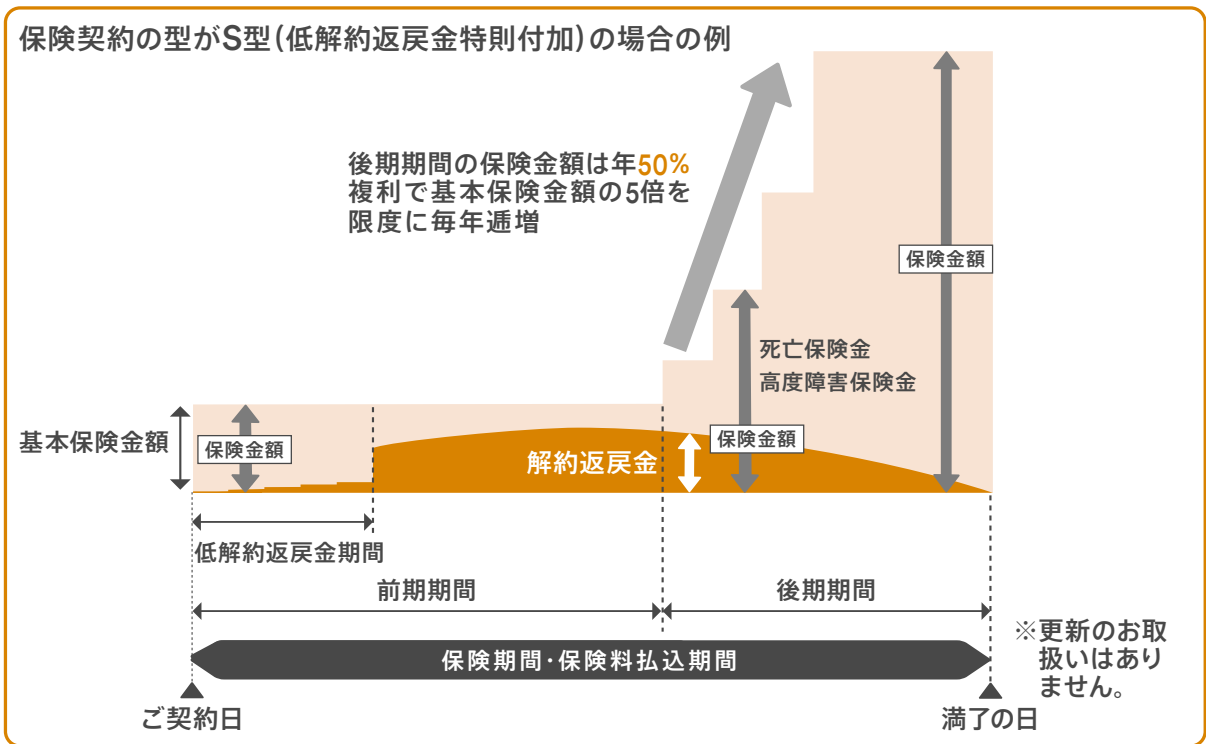 保険契約の型がS型(低解約返戻金特則付加)の場合の例
後期期間の保険金額は年50%
複利で基本保険金額の5倍を
限度に毎年逓増
保険金額
死亡保険金
高度障害保険金
基本保険金額
保険金額
保険金額
解約返戻金
低解約返戻金期間
前期期間
後期期間
保険期間・保険料払込期間
※更新のお取
扱いはあり
ません。
ご契約日
満了の日